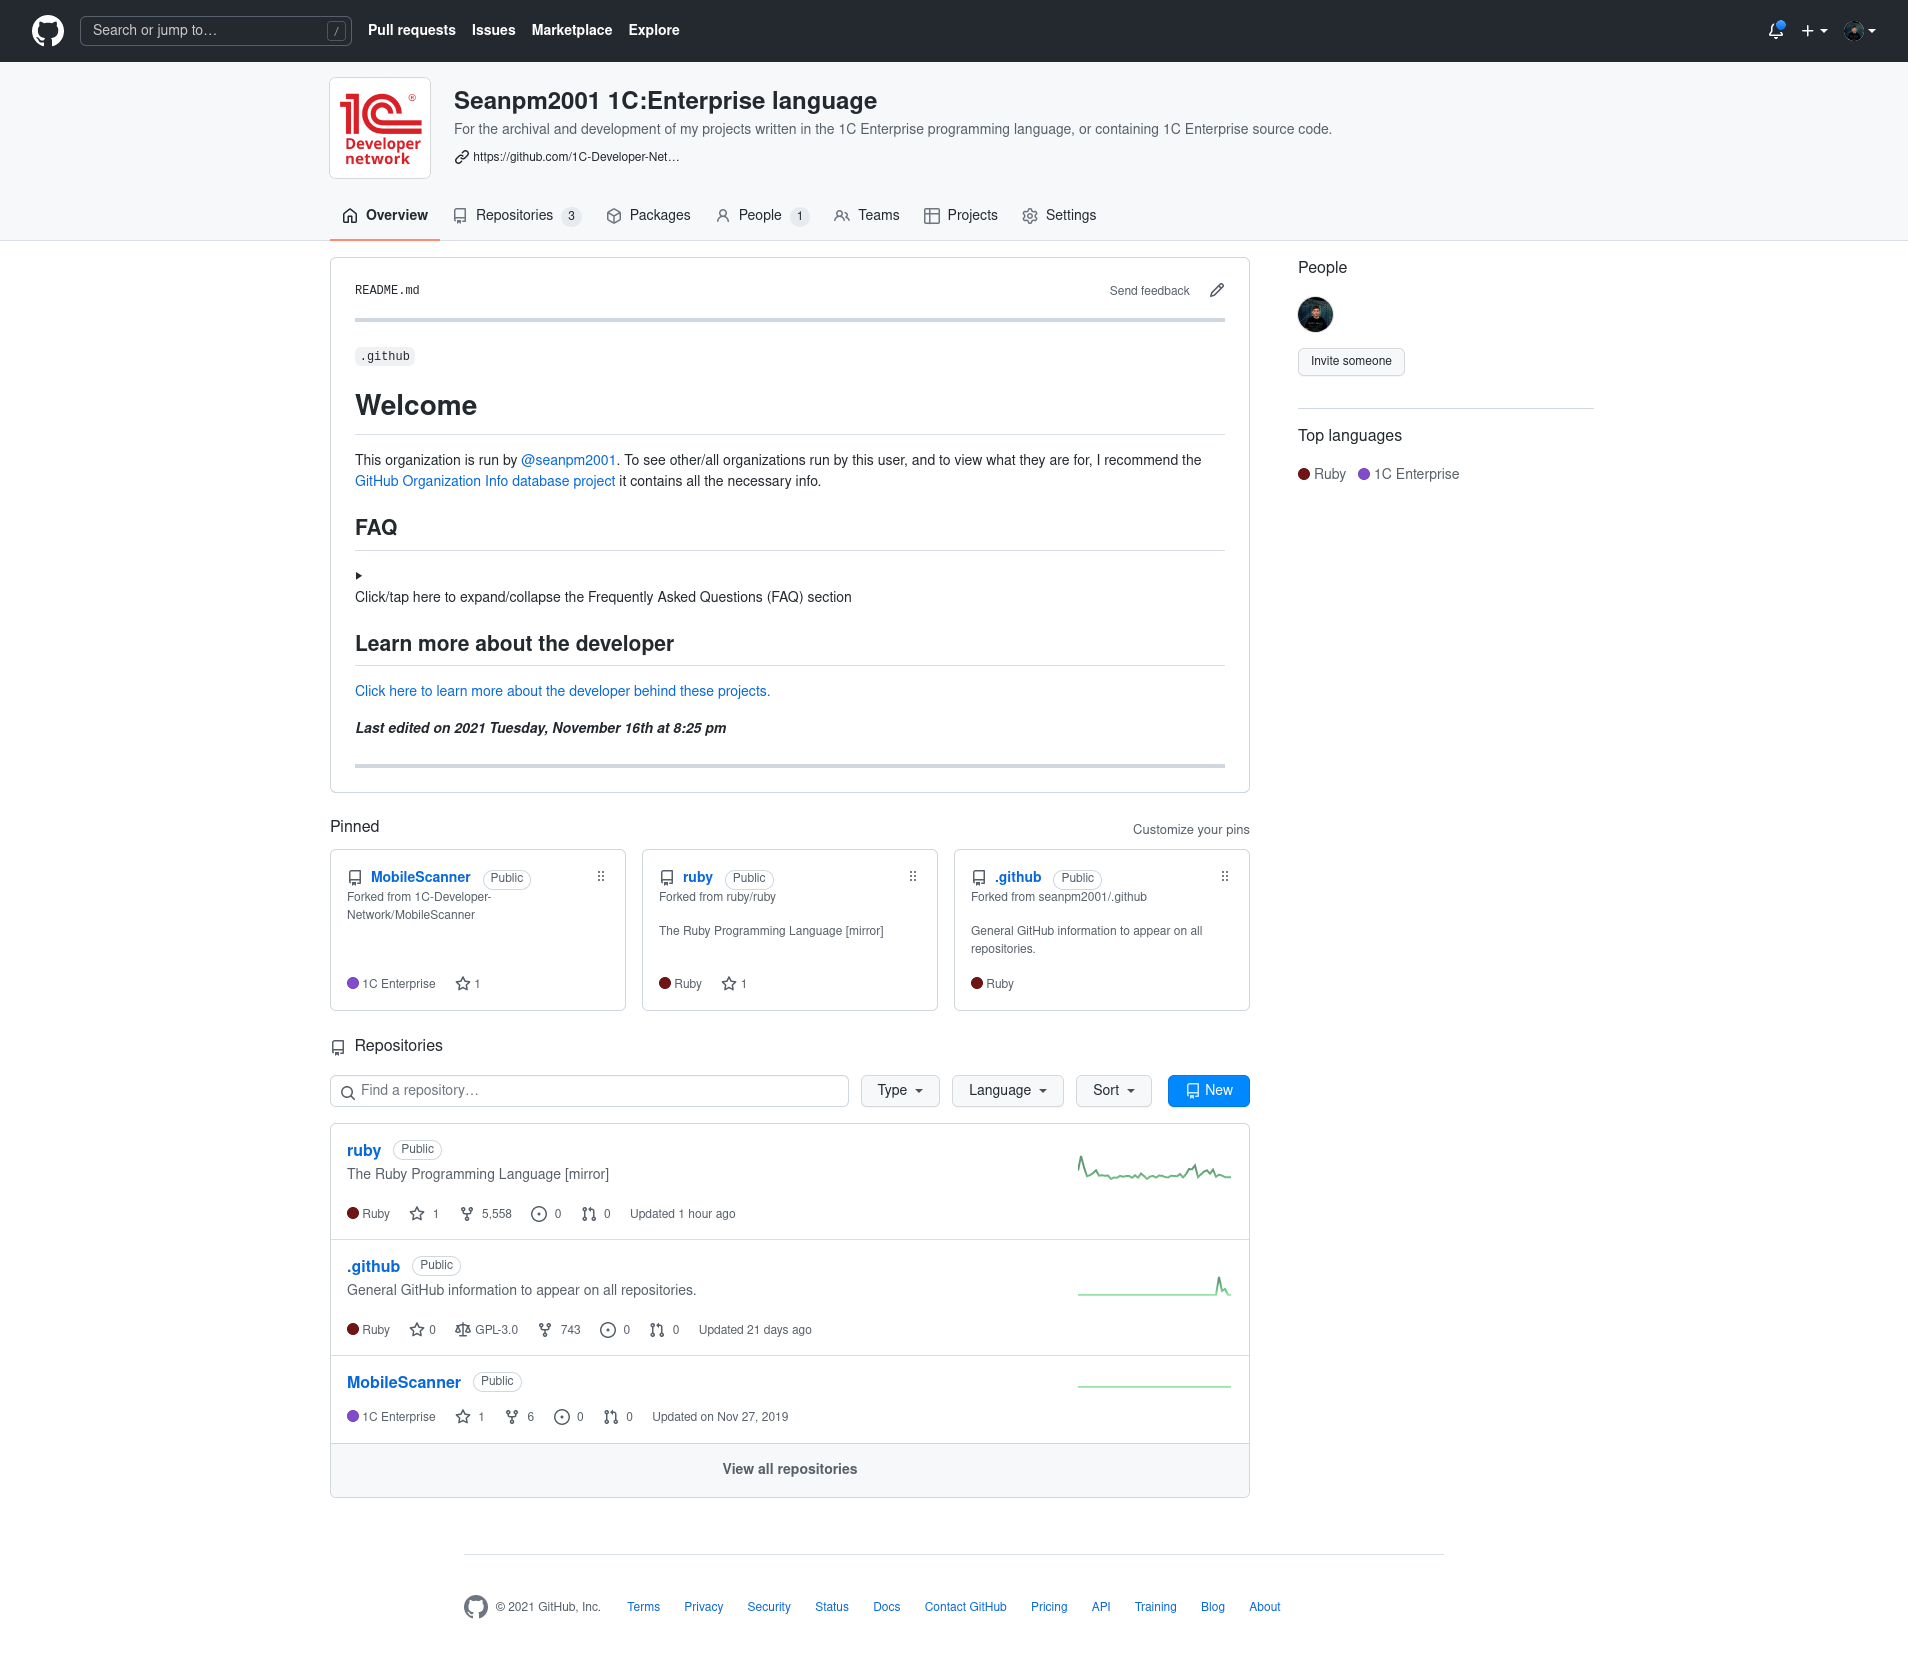 Search or jump to… /
Pull requests Issues Marketplace Explore
1C Developer network
Seanpm2001 1C:Enterprise language
For the archival and development of my projects written in the 1C Enterprise programming language, or containing 1C Enterprise source code.
https://github.com/1C-Developer-Net…
Overview Repositories 3 Packages People 1 Teams Projects Settings
README.md Send feedback
.github
Welcome
This organization is run by @seanpm2001. To see other/all organizations run by this user, and to view what they are for, I recommend the
GitHub Organization Info database project it contains all the necessary info.
FAQ
Click/tap here to expand/collapse the Frequently Asked Questions (FAQ) section
Learn more about the developer
Click here to learn more about the developer behind these projects.
Last edited on 2021 Tuesday, November 16th at 8:25 pm
People
Invite someone
Top languages
Ruby 1C Enterprise
Pinned Customize your pins
MobileScanner Public
Forked from 1C-Developer-
Network/MobileScanner
1C Enterprise 1
ruby Public
Forked from ruby/ruby
The Ruby Programming Language [mirror]
Ruby 1
.github Public
Forked from seanpm2001/.github
General GitHub information to appear on all
repositories.
Ruby
Repositories
Find a repository… Type Language Sort New
ruby Public
The Ruby Programming Language [mirror]
Ruby 1 5,558 0 0 Updated 1 hour ago
.github Public
General GitHub information to appear on all repositories.
Ruby 0 GPL-3.0 743 0 0 Updated 21 days ago
MobileScanner Public
1C Enterprise 1 6 0 0 Updated on Nov 27, 2019
View all repositories
© 2021 GitHub, Inc. Terms Privacy Security Status Docs Contact GitHub Pricing API Training Blog About